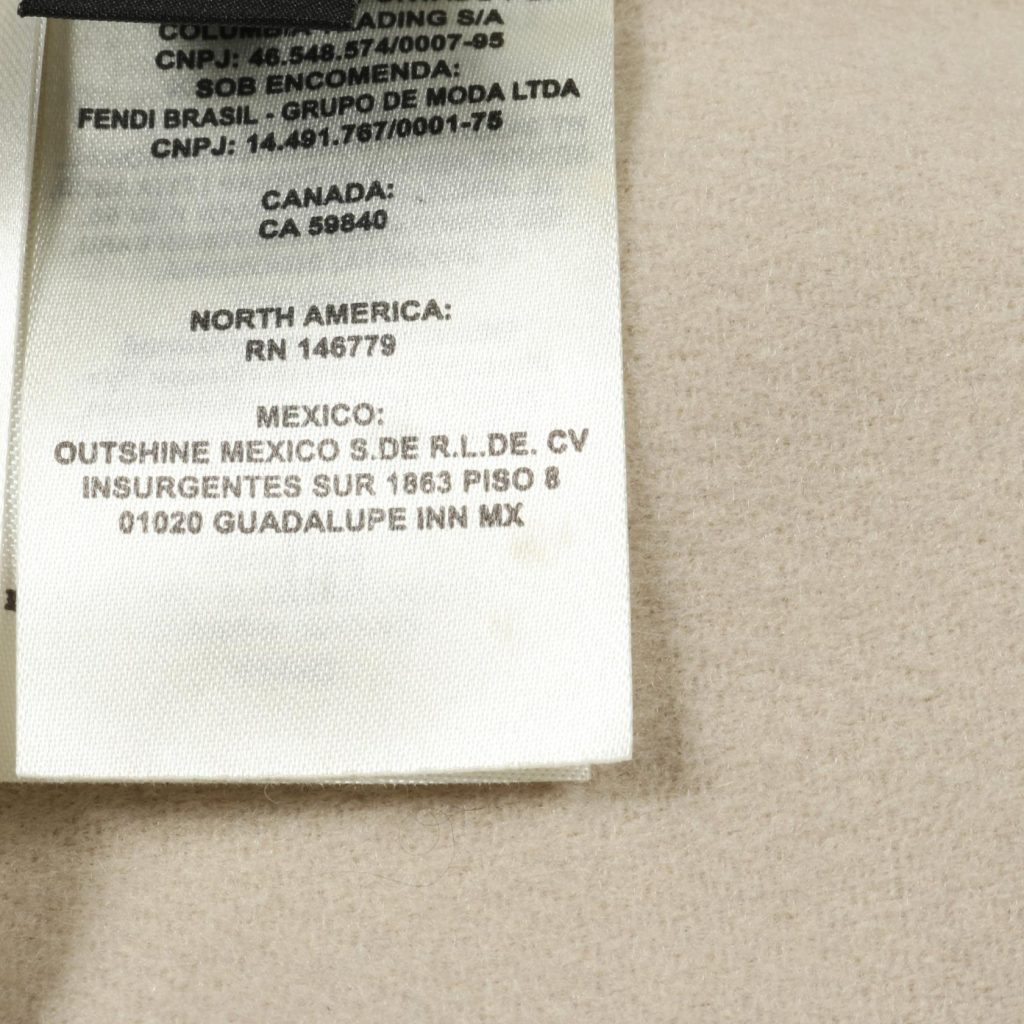 COLUMBIA TRADING S/A
CNPJ: 46.548.574/0007-95
SOB ENCOMENDA:
FENDI BRASIL - GRUPO DE MODA LTDA
CNPJ: 14.491.767/0001-75
CANADA:
CA 59840
NORTH AMERICA:
RN 146779
MEXICO:
OUTSHINE MEXICO S.DE R.L.DE. CV
INSURGENTES SUR 1863 PISO 8
01020 GUADALUPE INN MX